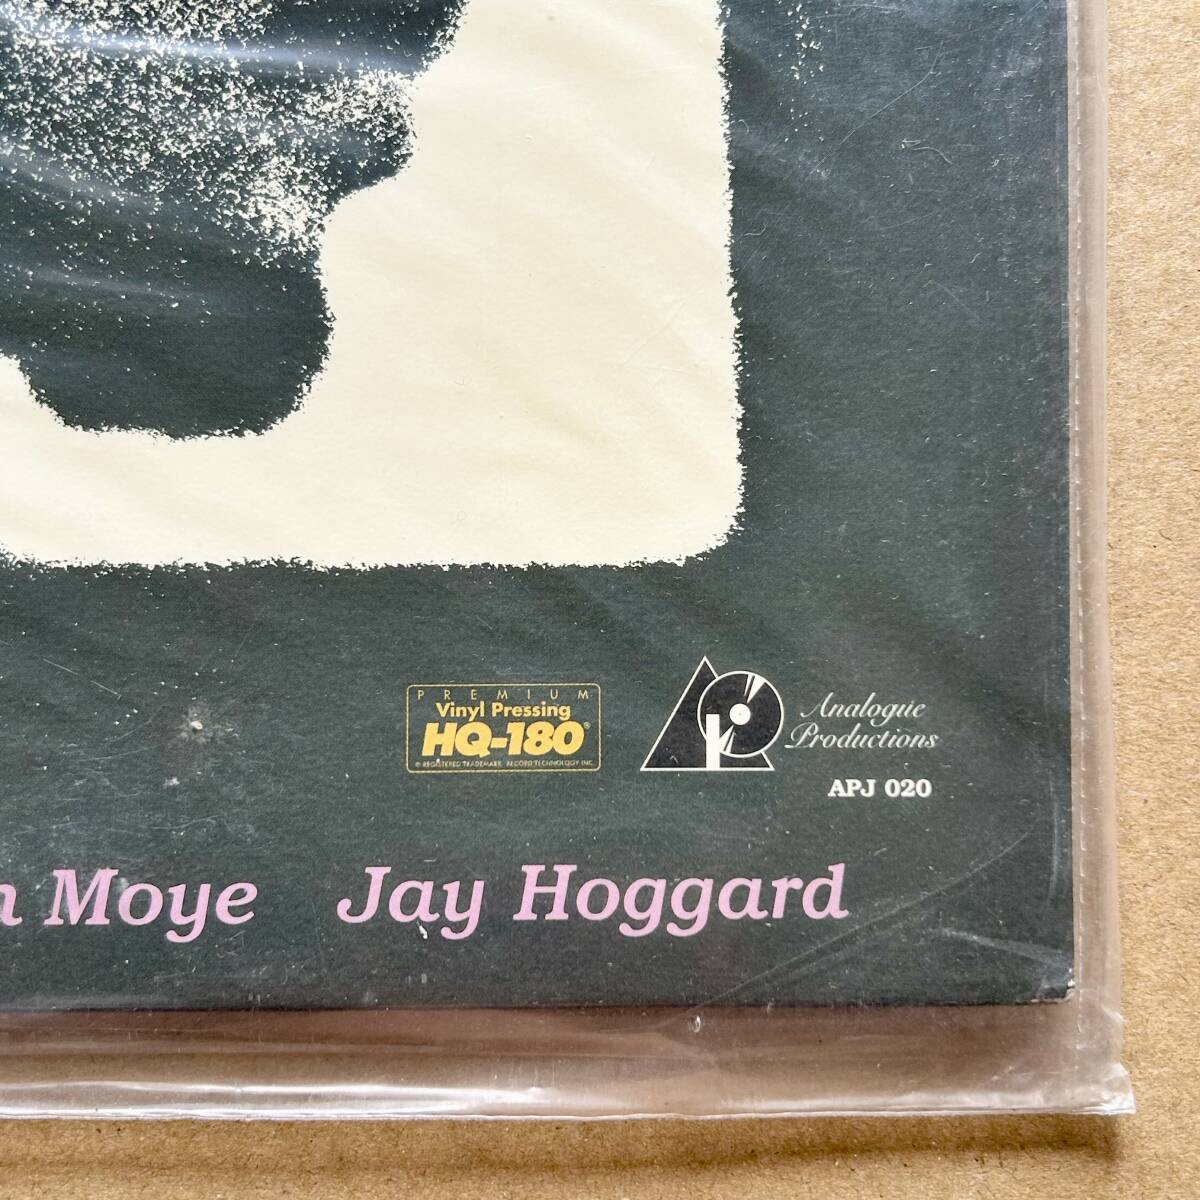 PREMIUM
Vinyl Pressing
HQ-180®
® REGISTERED TRADEMARK RECORD TECHNOLOGY INC.
Analogue
Productions
APJ 020
n Moye Jay Hoggard